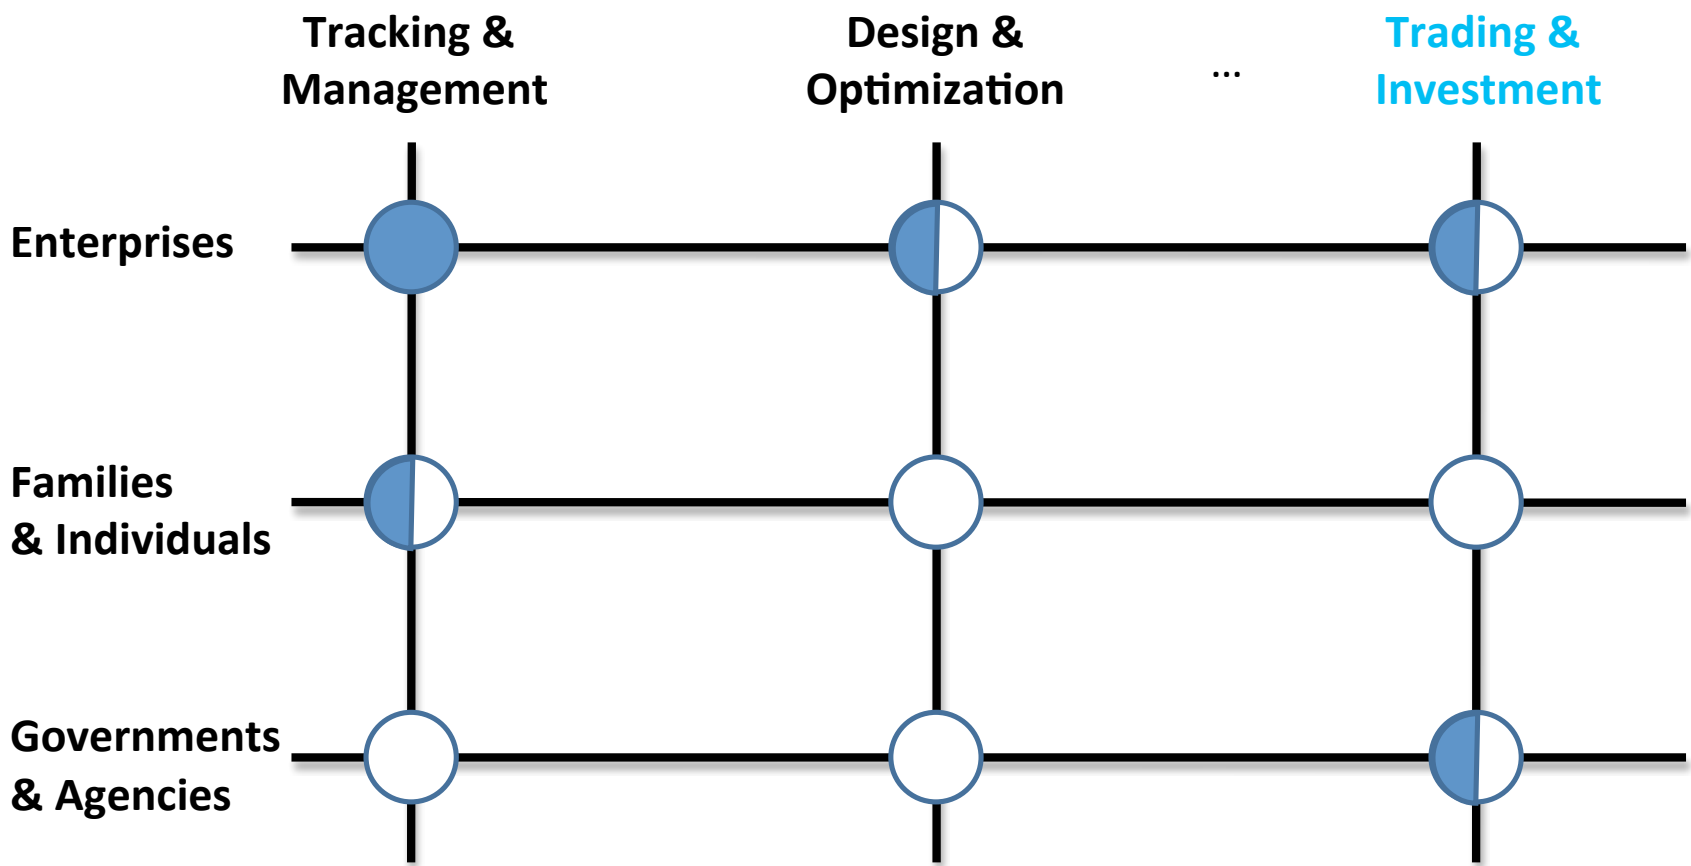 Tracking &
Management
Design &
Optimization
...
Trading &
Investment
Enterprises
Families
& Individuals
Governments
& Agencies